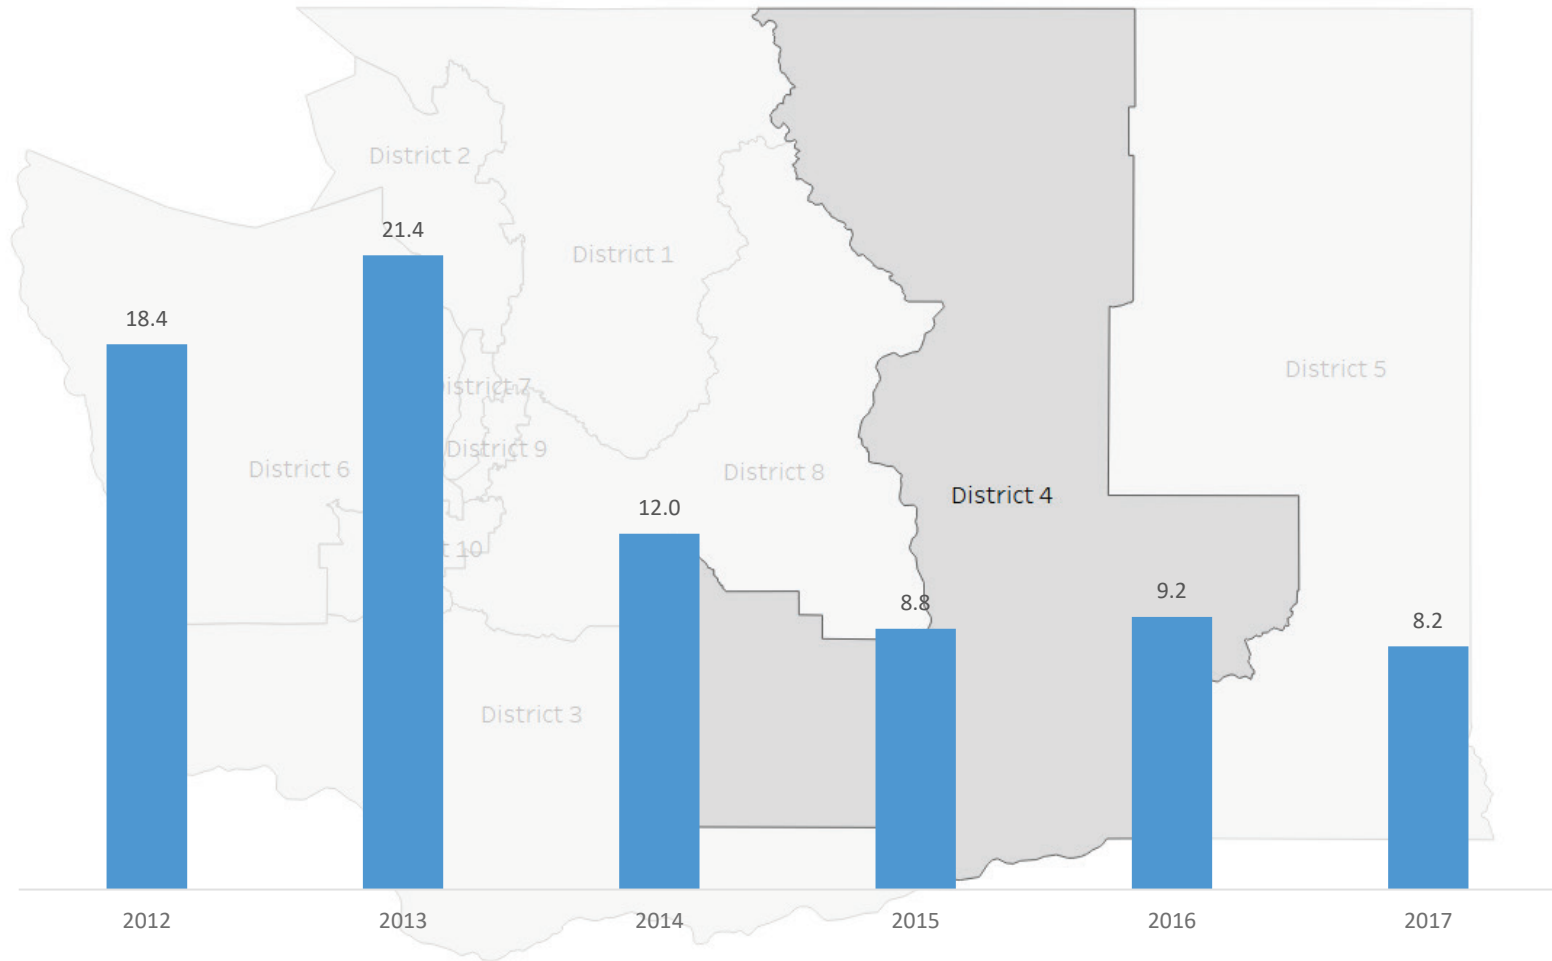 District 2
21.4
District 1
18.4
District 5
istrict 7
District 9
District 6
District 8
District 4
12.0
t 10
8.8
9.2
8.2
District 3
2012
2013
2014
2015
2016
2017